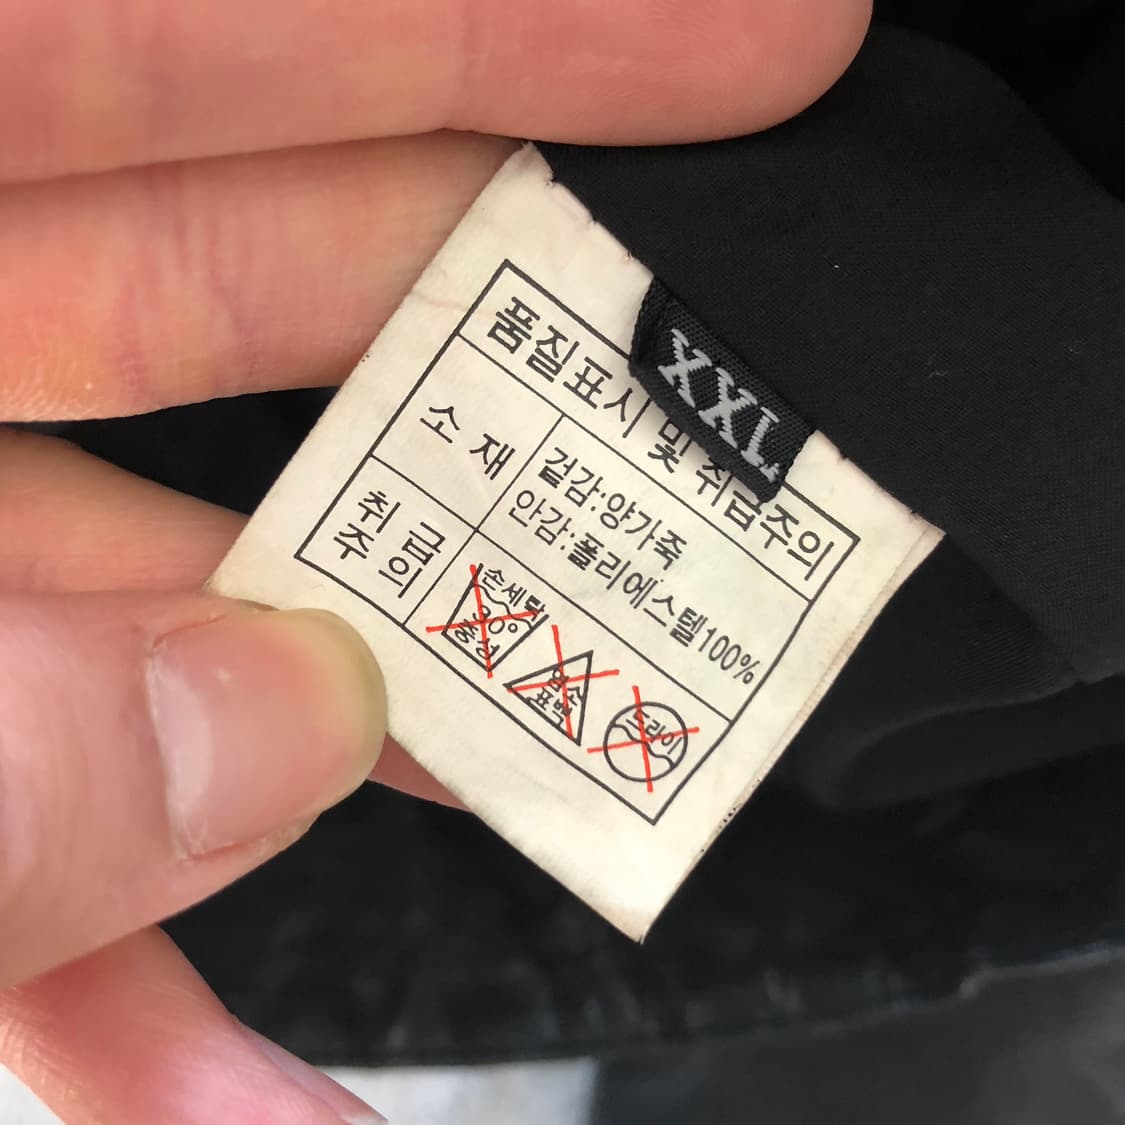 XXL
품질표시 및 취급주의
소 재
겉감:양가죽
안감:폴리에스텔100%
취 급
주 의
손세탁
30°
중성
염소
표백
드라이